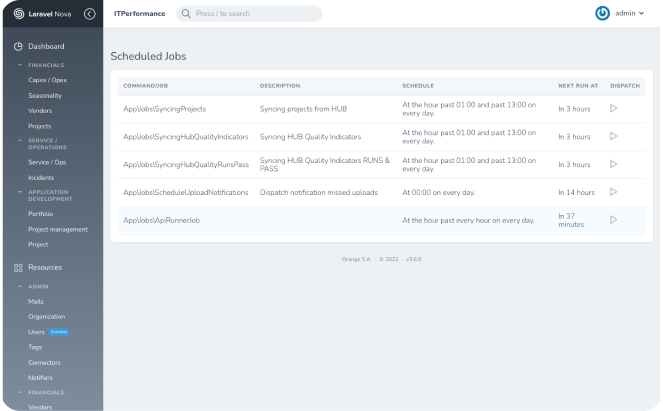 Laravel Nova
ITPerformance
Press / to search
admin
Dashboard
FINANCIALS
Capex / Opex
Seasonality
Vendors
Projects
SERVICE /
OPERATIONS
Service / Ops
Incidents
APPLICATION
DEVELOPMENT
Portfolio
Project management
Project
Resources
ADMIN
Mails
Organization
Users
Tags
Connectors
Notifiers
FINANCIALS
Vendors
Scheduled Jobs
COMMAND/JOB DESCRIPTION SCHEDULE NEXT RUN AT DISPATCH
App\Jobs\SyncingProjects Syncing projects from HUB At the hour past 01:00 and past 13:00 on
every day. In 3 hours
App\Jobs\SyncingHubQualityIndicators Syncing HUB Quality Indicators At the hour past 01:00 and past 13:00 on
every day. In 3 hours
App\Jobs\SyncingHubQualityRunsPass Syncing HUB Quality Indicators RUNS &
PASS At the hour past 01:00 and past 13:00 on
every day. In 3 hours
App\Jobs\ScheduleUploadNotifications Dispatch notification missed uploads At 00:00 on every day. In 14 hours
App\Jobs\ApiRunnerJob At the hour past every hour on every day. In 37
minutes
Orange S.A. · © 2022 · v3.6.0